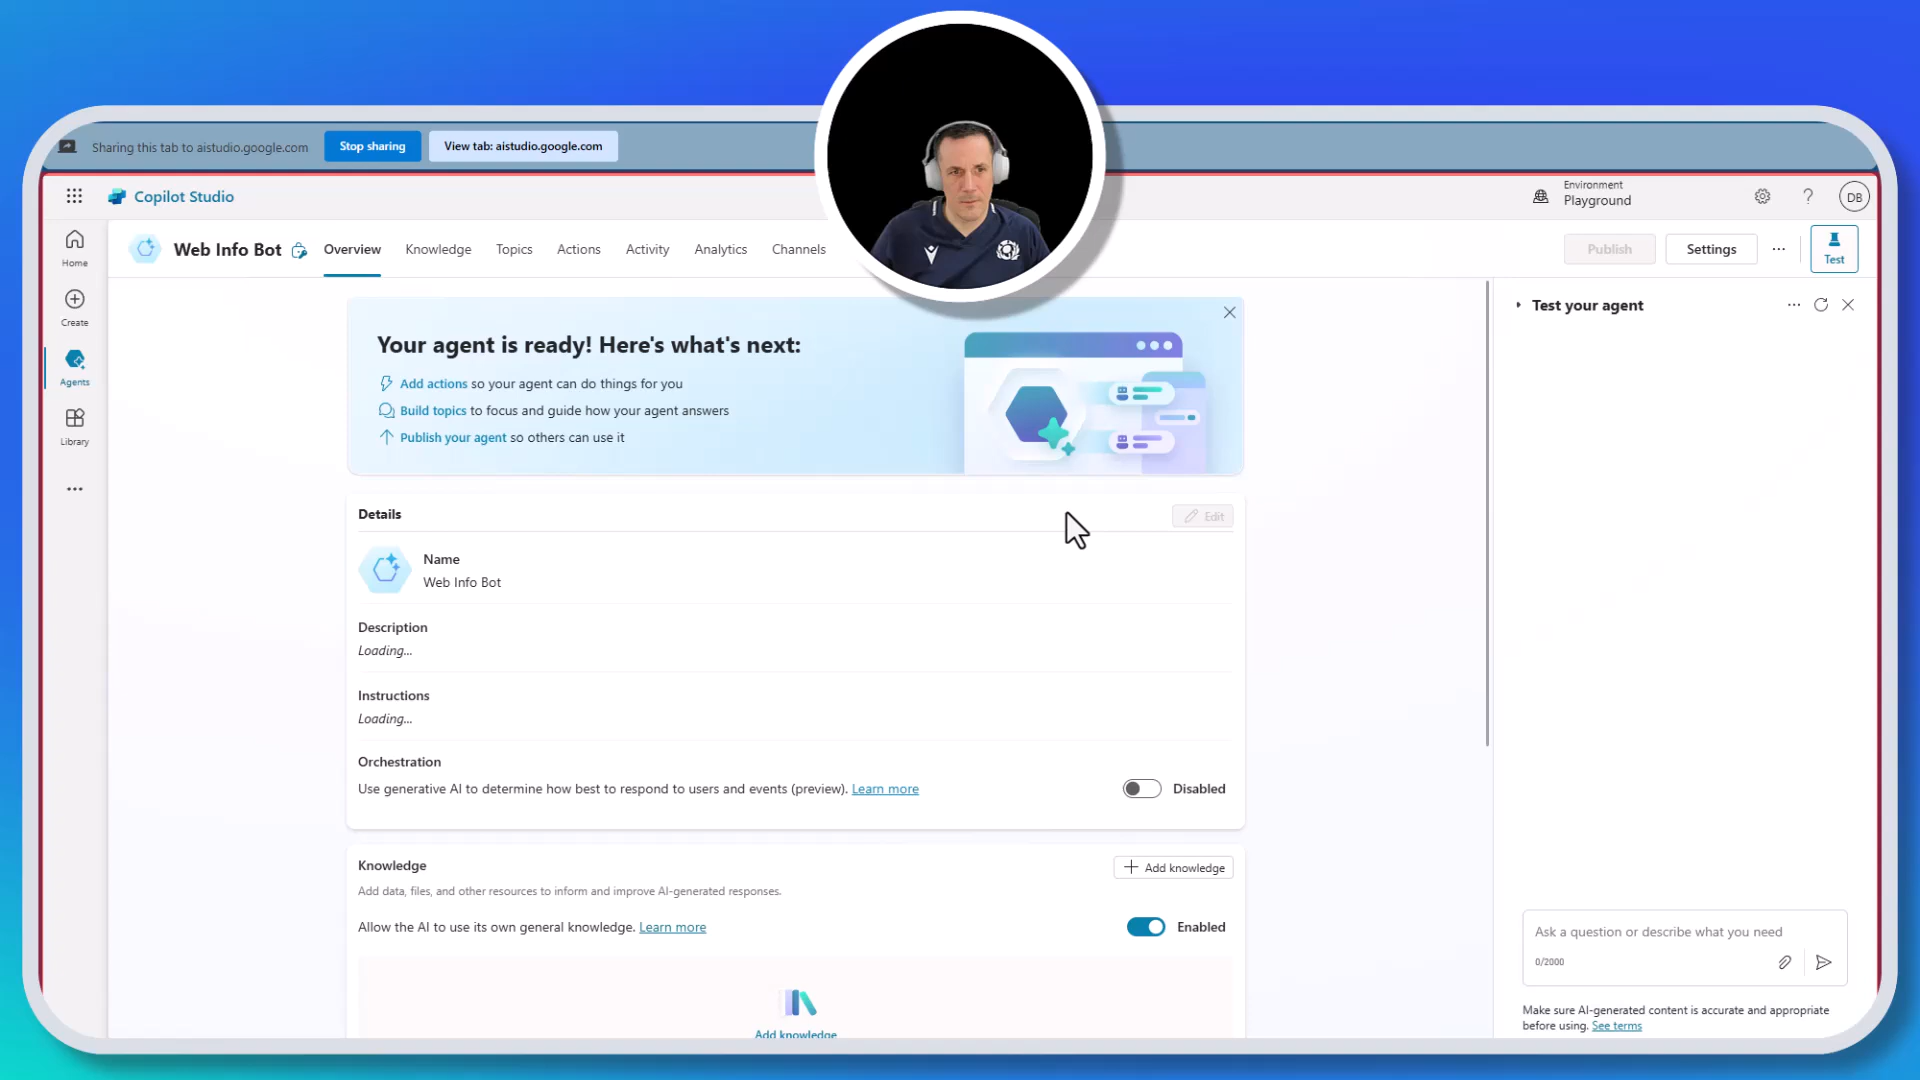 Sharing this tab to aistudio.google.com
Stop sharing
View tab: aistudio.google.com
Copilot Studio
Environment
Playground
DB
Web Info Bot
Overview
Knowledge
Topics
Actions
Activity
Analytics
Channels
Publish
Settings
Test
Home
Create
Agents
Library
Your agent is ready! Here's what's next:
Add actions so your agent can do things for you
Build topics to focus and guide how your agent answers
Publish your agent so others can use it
Details
Edit
Name
Web Info Bot
Description
Loading...
Instructions
Loading...
Orchestration
Use generative AI to determine how best to respond to users and events (preview). Learn more
Disabled
Knowledge
Add knowledge
Add data, files, and other resources to inform and improve AI-generated responses.
Allow the AI to use its own general knowledge. Learn more
Enabled
Add knowledge
Test your agent
Ask a question or describe what you need
0/2000
Make sure AI-generated content is accurate and appropriate
before using. See terms